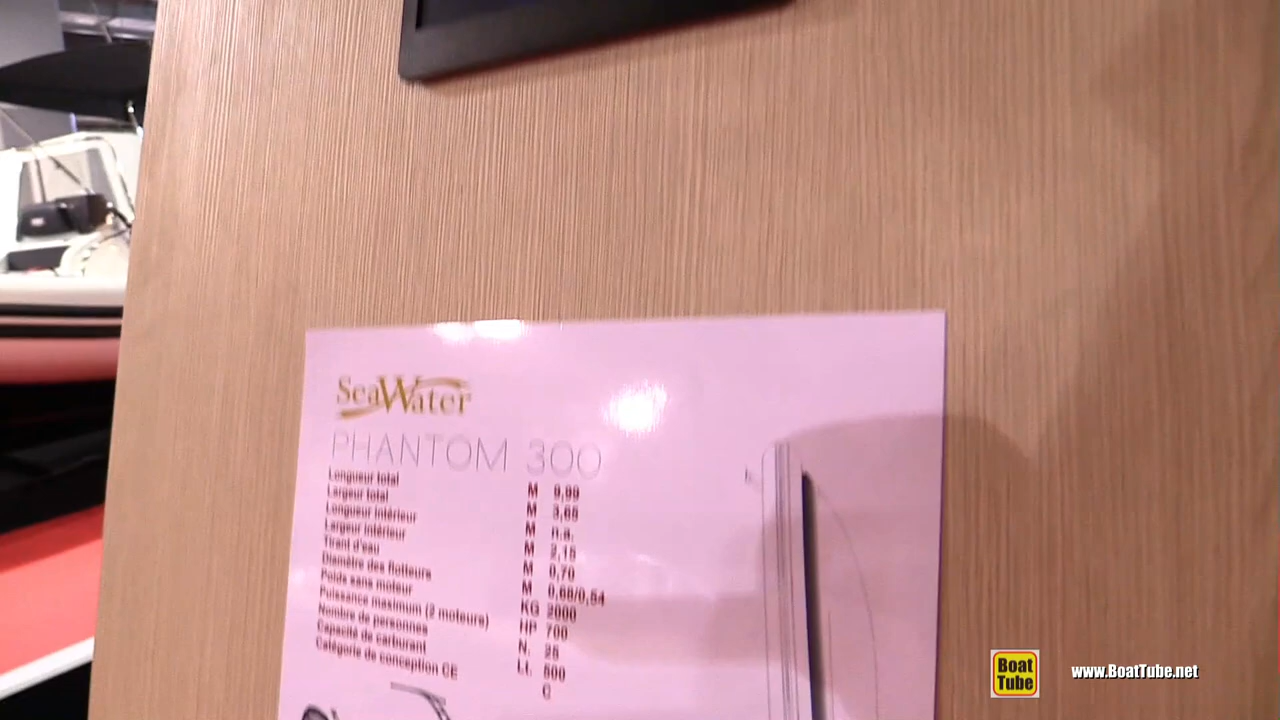 SeaWater
PHANTOM 300
Longueur total M 9,99
Largeur total M 3,65
Longueur intérieur M n.a.
Largeur intérieur M 2,15
Tirant d'eau M 0,70
Diamètre des flotteurs M 0,68/0,54
Poids sans moteur KG 2000
Puissance maximum (2 moteurs) HP 700
Nombre de personnes N. 25
Capacité de carburant Lt. 500
Catégorie de conception CE C
Boat
Tube
www.BoatTube.net